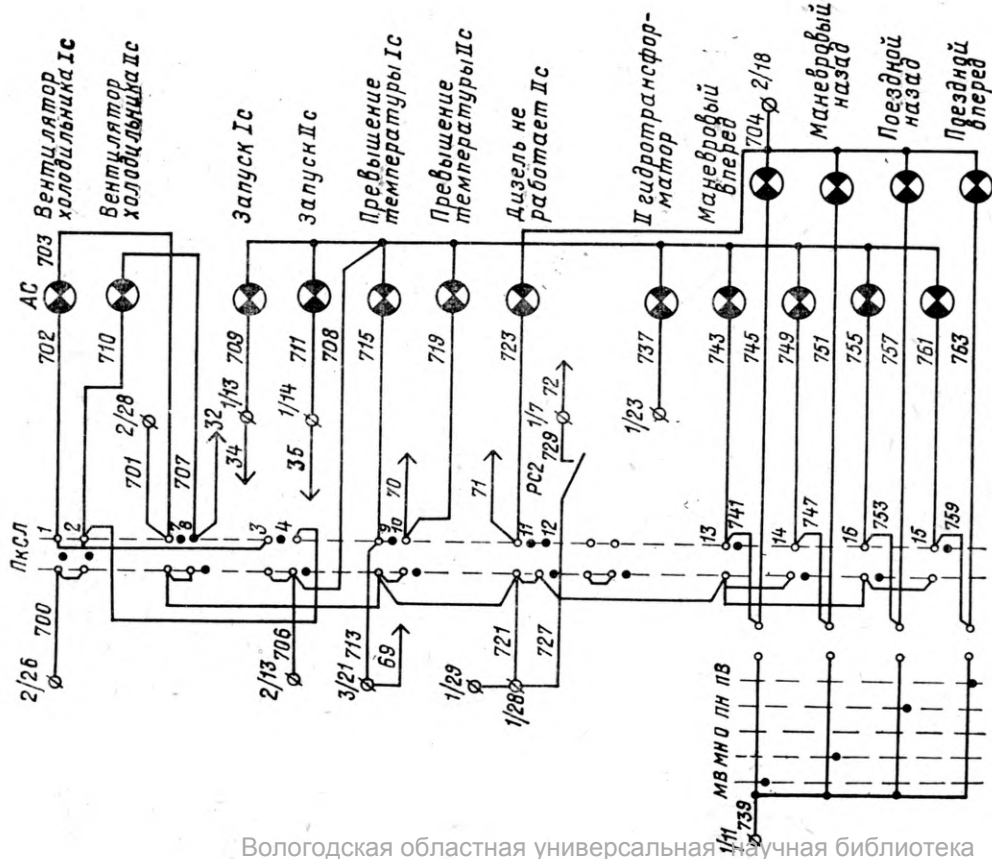 Вентилятор
холодильника Iс
Вентилятор
холодильника IIс
Запуск Iс
Запуск IIс
Превышение
температуры Iс
Превышение
температуры IIс
Дизель не
работает IIс
II гидротрансфор-
матор
Маневровый
вперед
704 2/18
Маневровый
назад
Поездной
назад
Поездной
вперед
АС
703
702
710
709
711
708
715
719
723
737
743
745
749
751
755
757
761
763
2/28
701
707
32
1/13
34
1/14
35
70
71
РС2
729
1/7
72
1/23
ПкСл
1
2
7
8
3
4
9
10
11
12
13
741
14
747
16
753
15
759
700
2/26
2/13
706
3/21
713
69
1/29
1/28
721
727
МВ МН О ПН ПВ
1/11
739
Вологодская областная универсальная научная библиотека